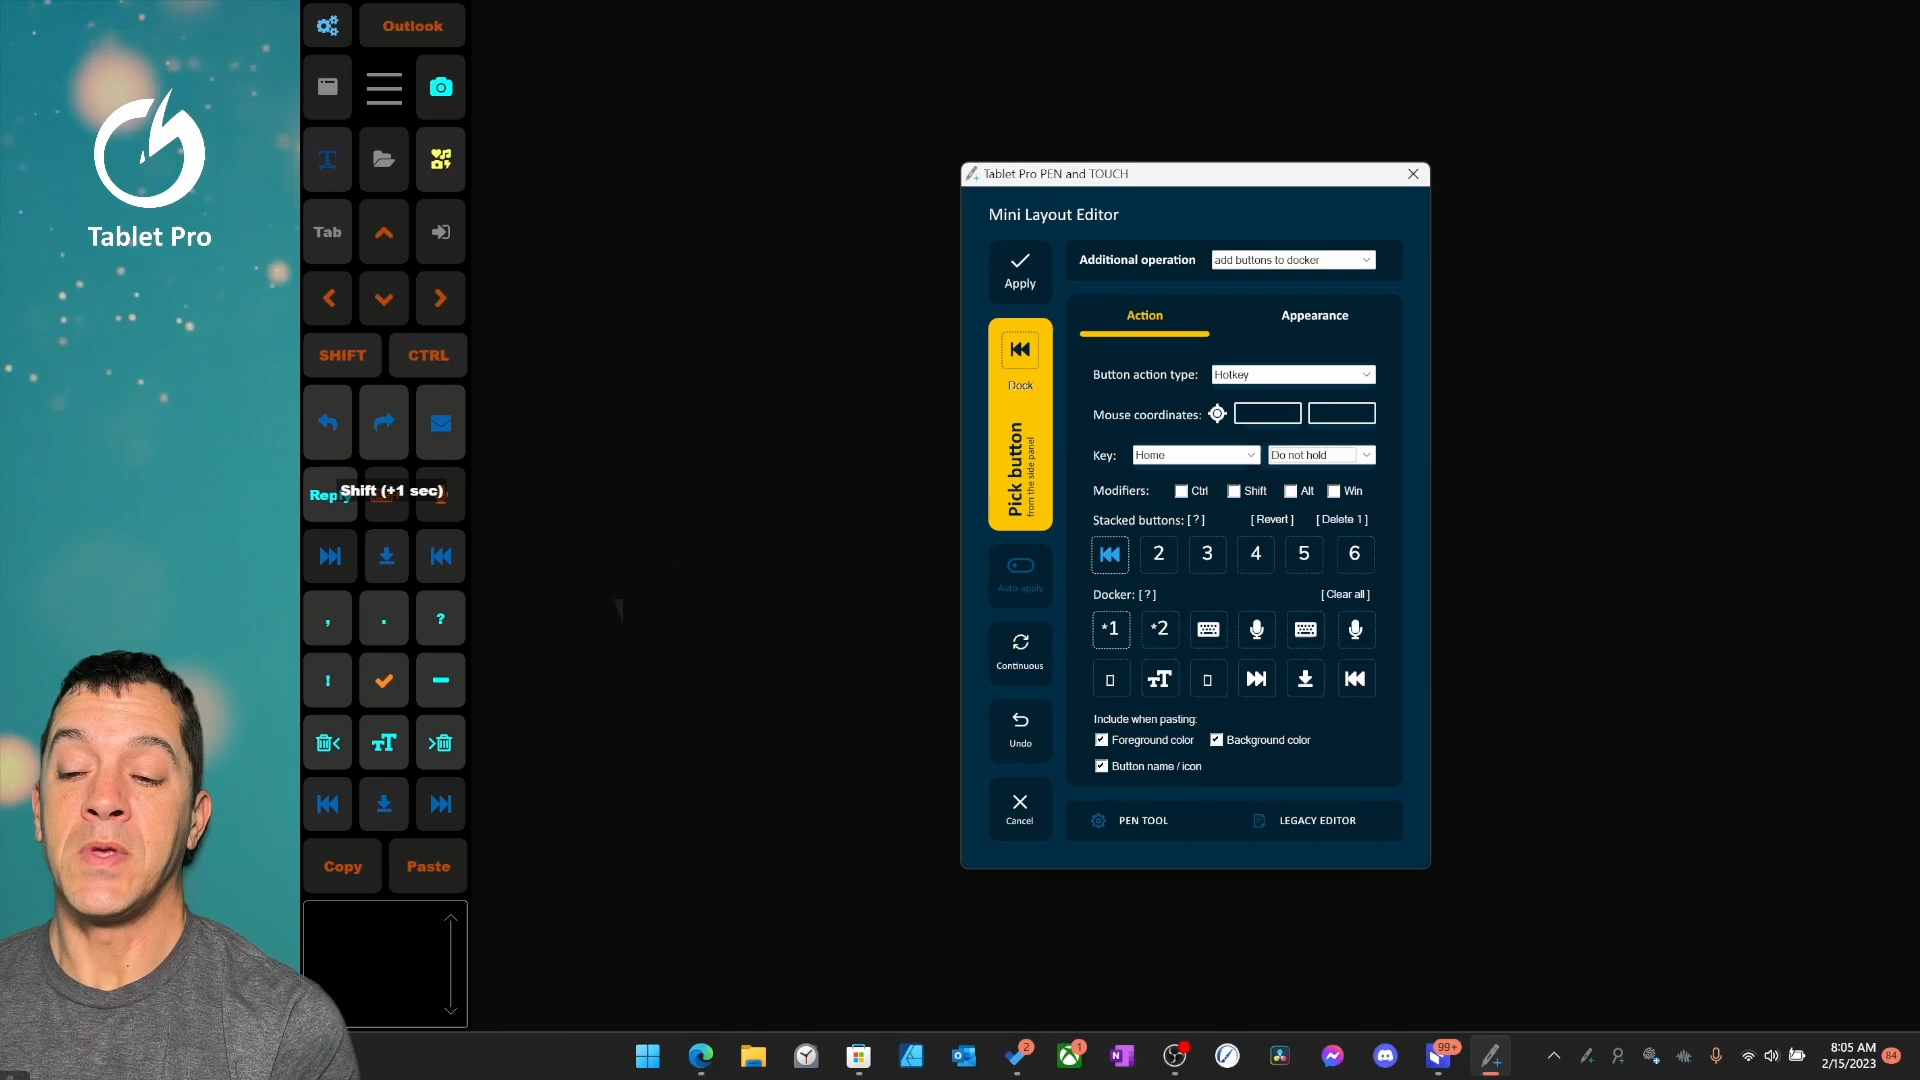 Tablet Pro
Outlook
Tab
SHIFT
CTRL
Shift (+1 sec)
,
.
?
!
Copy
Paste
Tablet Pro PEN and TOUCH
Mini Layout Editor
Apply
Additional operation
add buttons to docker
Dock
Pick button
from the side panel
Action
Appearance
Button action type:
Hotkey
Mouse coordinates:
Key:
Home
Do not hold
Modifiers:
Ctrl
Shift
Alt
Win
Stacked buttons: [ ? ]
[ Revert ]
[ Delete 1 ]
2
3
4
5
6
Auto-apply
Docker: [ ? ]
[ Clear all ]
*1
*2
Continuous
Undo
Include when pasting:
Foreground color
Background color
Button name / icon
Cancel
PEN TOOL
LEGACY EDITOR
2
1
99+
8:05 AM
2/15/2023
84